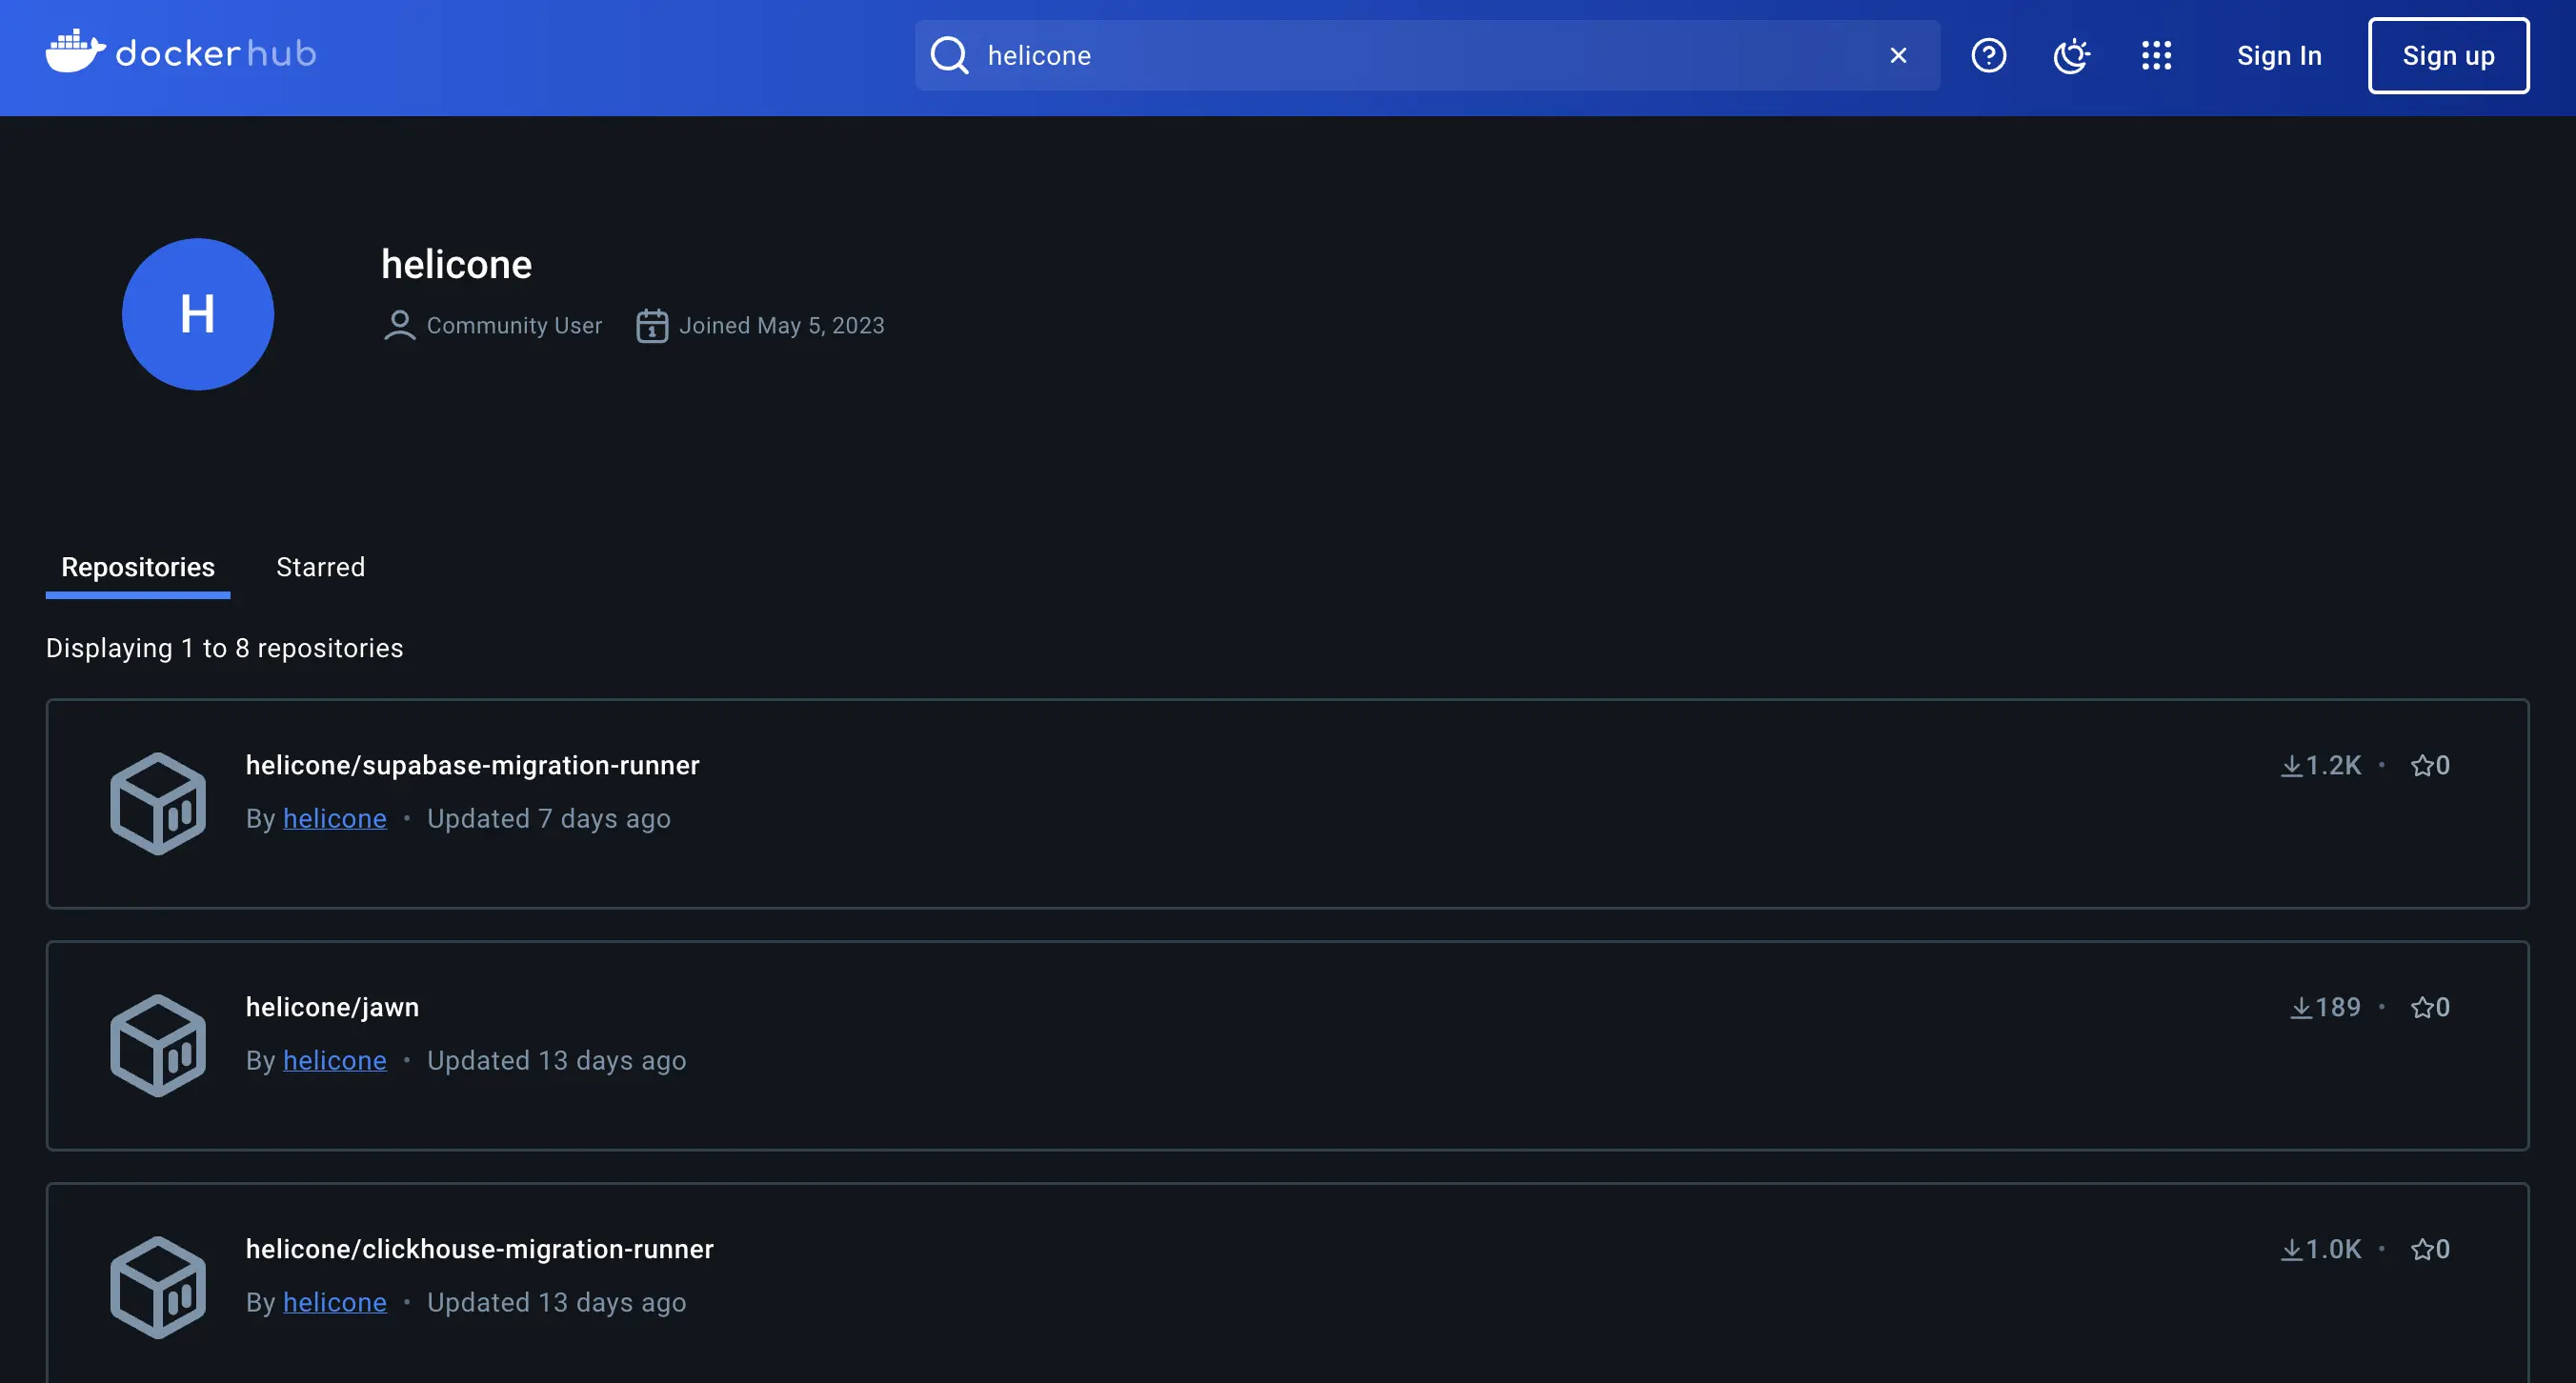 dockerhub
helicone
Sign In
Sign up
H
helicone
Community User
1
Joined May 5, 2023
Repositories
Starred
Displaying 1 to 8 repositories
helicone/supabase-migration-runner
1.2K • 0
By helicone • Updated 7 days ago
helicone/jawn
189 • 0
By helicone • Updated 13 days ago
helicone/clickhouse-migration-runner
1.0K • 0
By helicone • Updated 13 days ago